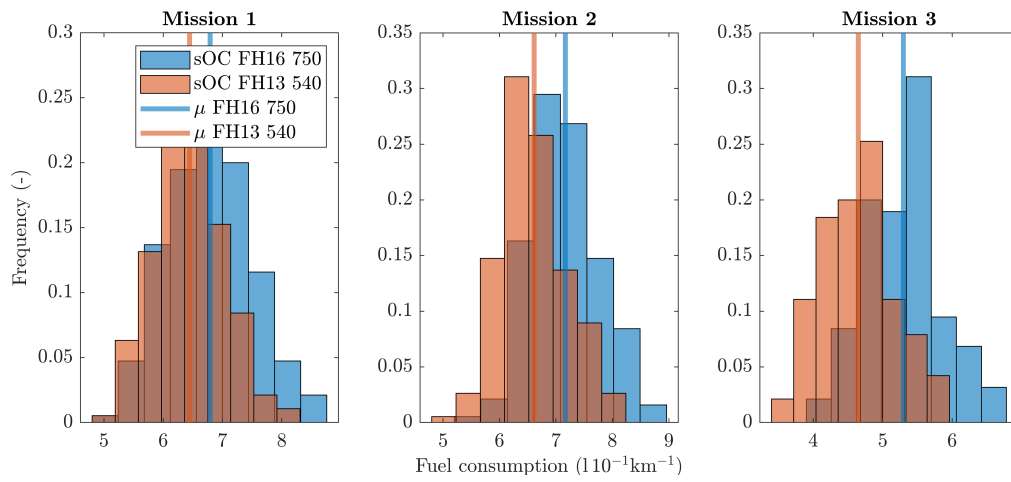 Mission 1
Mission 2
Mission 3
sOC FH16 750
sOC FH13 540
μ FH16 750
μ FH13 540
Frequency (-)
0.3
0.25
0.2
0.15
0.1
0.05
0
5 6 7 8
0.35
0.3
0.25
0.2
0.15
0.1
0.05
0
5 6 7 8 9
0.35
0.3
0.25
0.2
0.15
0.1
0.05
0
4 5 6
Fuel consumption (l 10⁻¹km⁻¹)